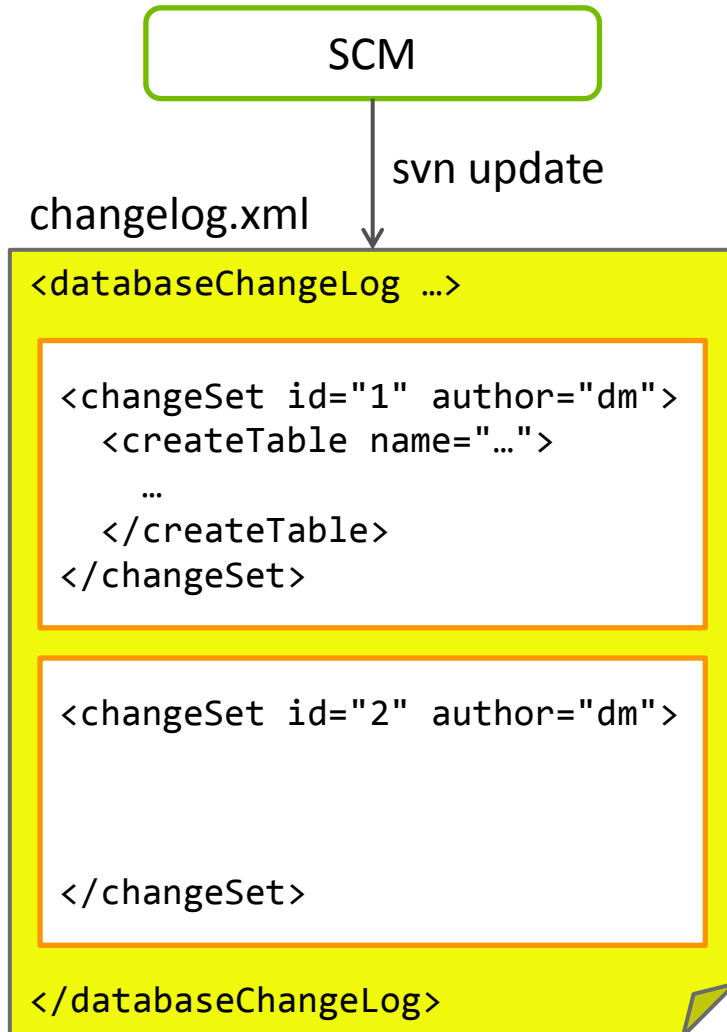 SCM
svn update
changelog.xml
<databaseChangeLog …>
<changeSet id="1" author="dm">
<createTable name="…">
…
</createTable>
</changeSet>
<changeSet id="2" author="dm">
</changeSet>
</databaseChangeLog>